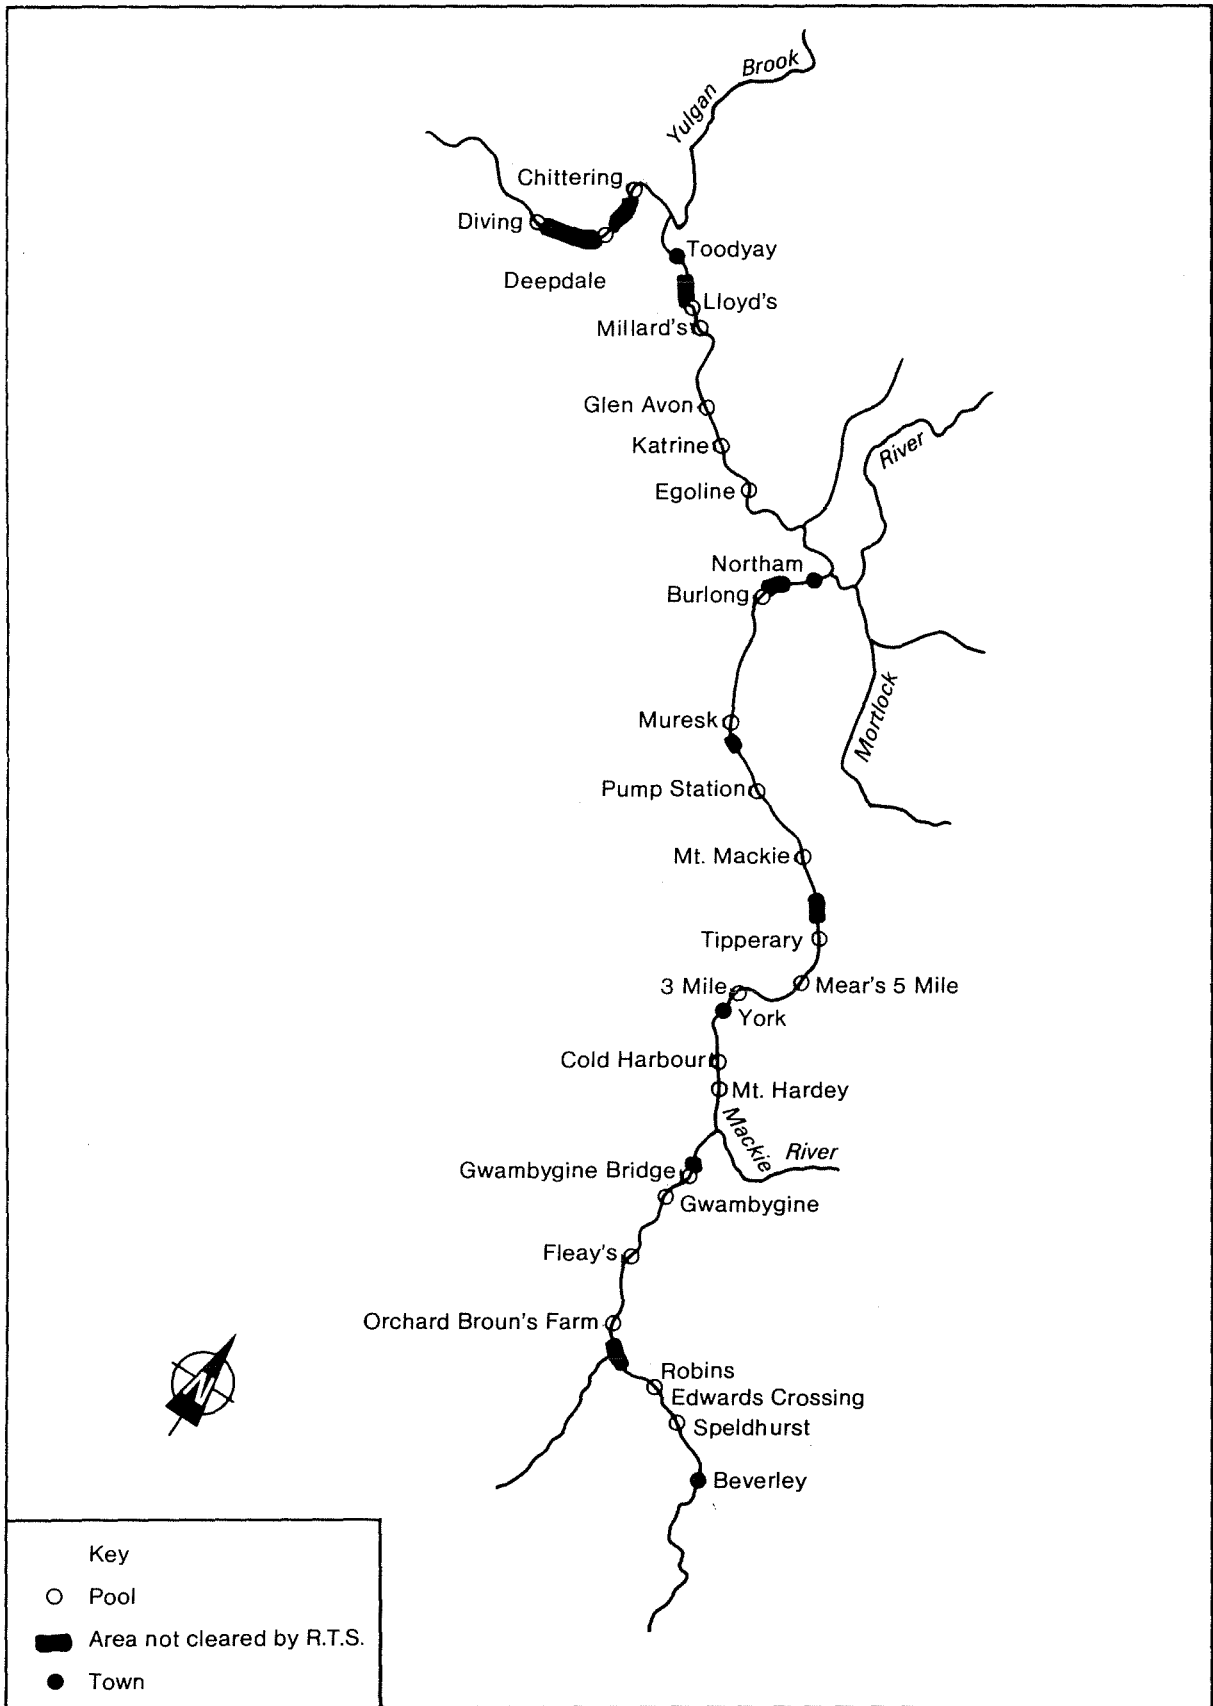 Yulgan Brook
Chittering
Diving
Toodyay
Deepdale
Lloyd's
Millard's
Glen Avon
Katrine
River
Egoline
Northam
Burlong
Mortlock
Muresk
Pump Station
Mt. Mackie
Tipperary
3 Mile
Mear's 5 Mile
York
Cold Harbour
Mt. Hardey
Mackie River
Gwambygine Bridge
Gwambygine
Fleay's
Orchard Broun's Farm
N
Robins
Edwards Crossing
Speldhurst
Beverley
Key
Pool
Area not cleared by R.T.S.
Town